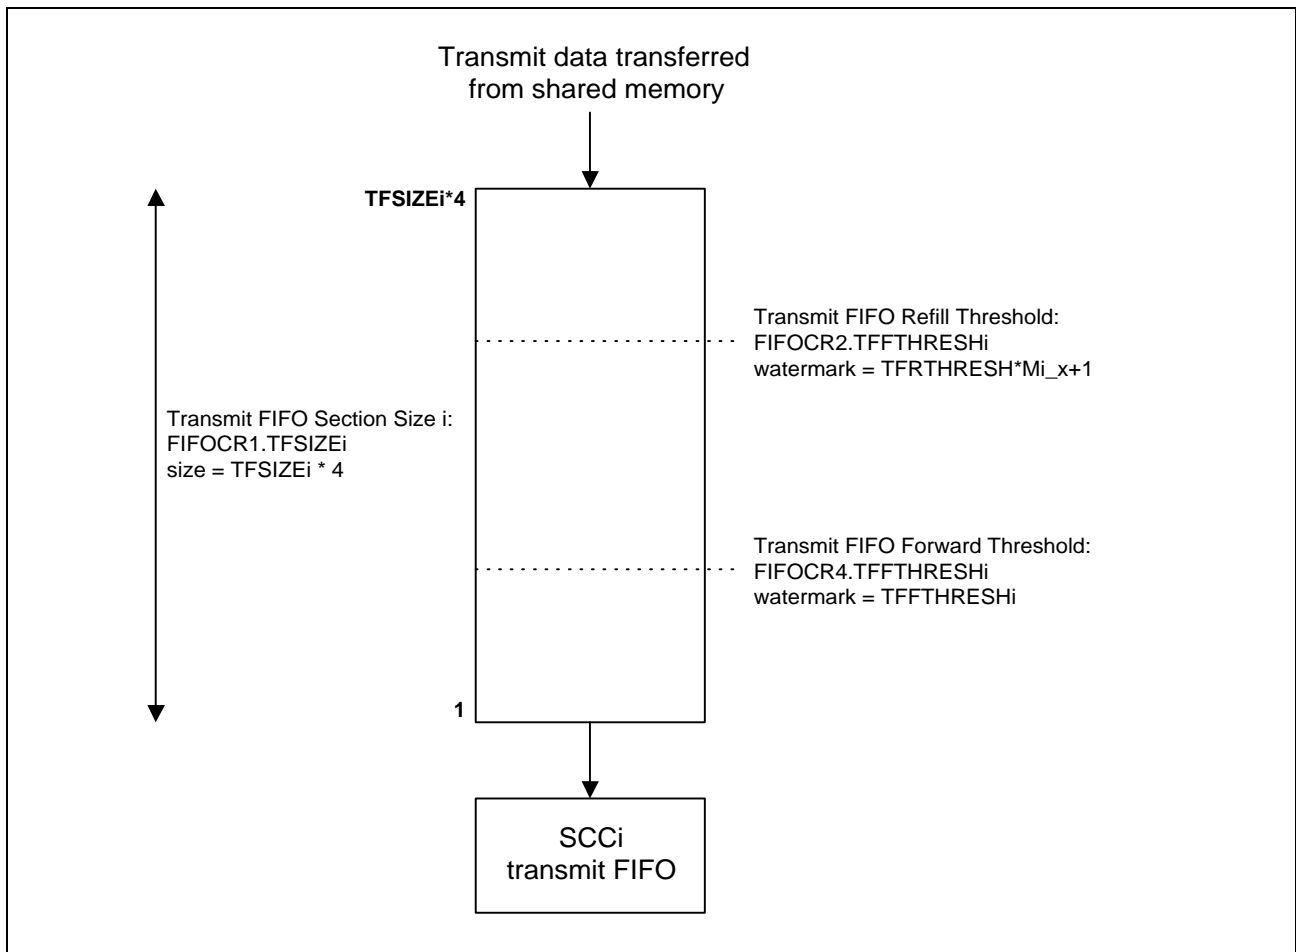 Transmit data transferred
from shared memory
TFSIZEi*4
Transmit FIFO Refill Threshold:
FIFOCR2.TFFTHRESHi
watermark = TFRTHRESH*Mi_x+1
Transmit FIFO Section Size i:
FIFOCR1.TFSIZEi
size = TFSIZEi * 4
Transmit FIFO Forward Threshold:
FIFOCR4.TFFTHRESHi
watermark = TFFTHRESHi
1
SCCi
transmit FIFO